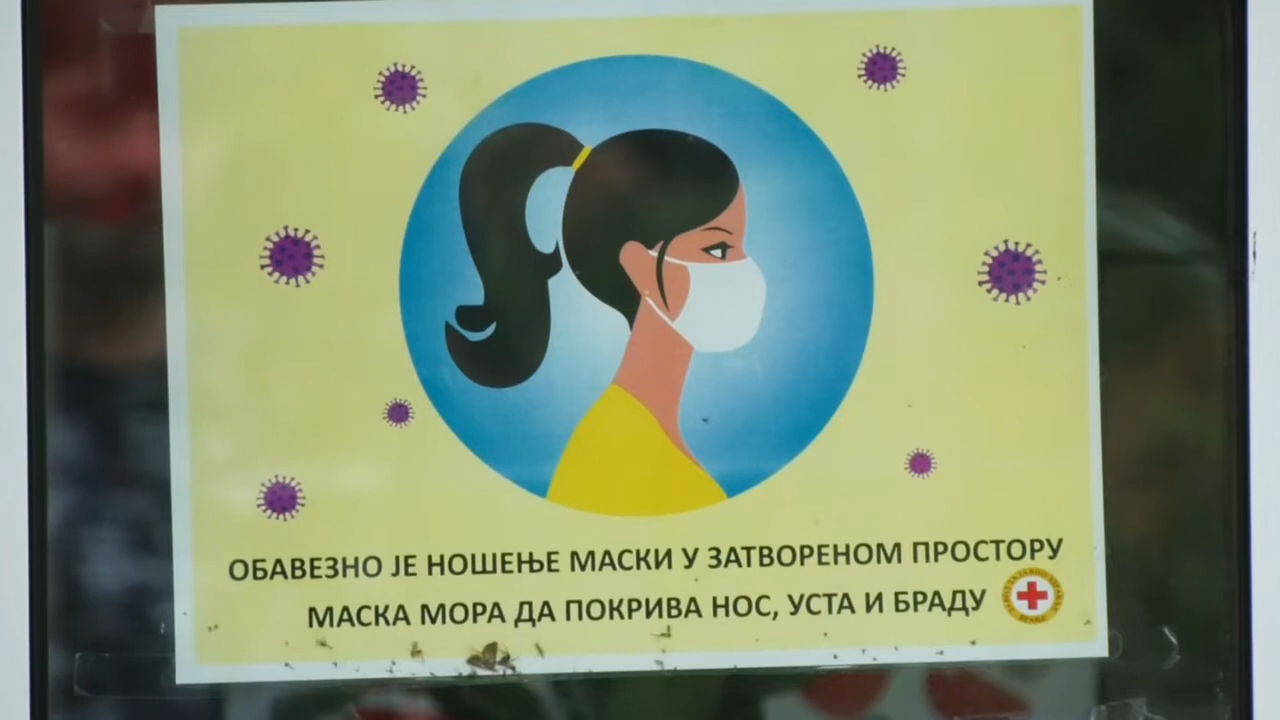 ОБАВЕЗНО ЈЕ НОШЕЊЕ МАСКИ У ЗАТВОРЕНОМ ПРОСТОРУ
МАСКА МОРА ДА ПОКРИВА НОС, УСТА И БРАДУ